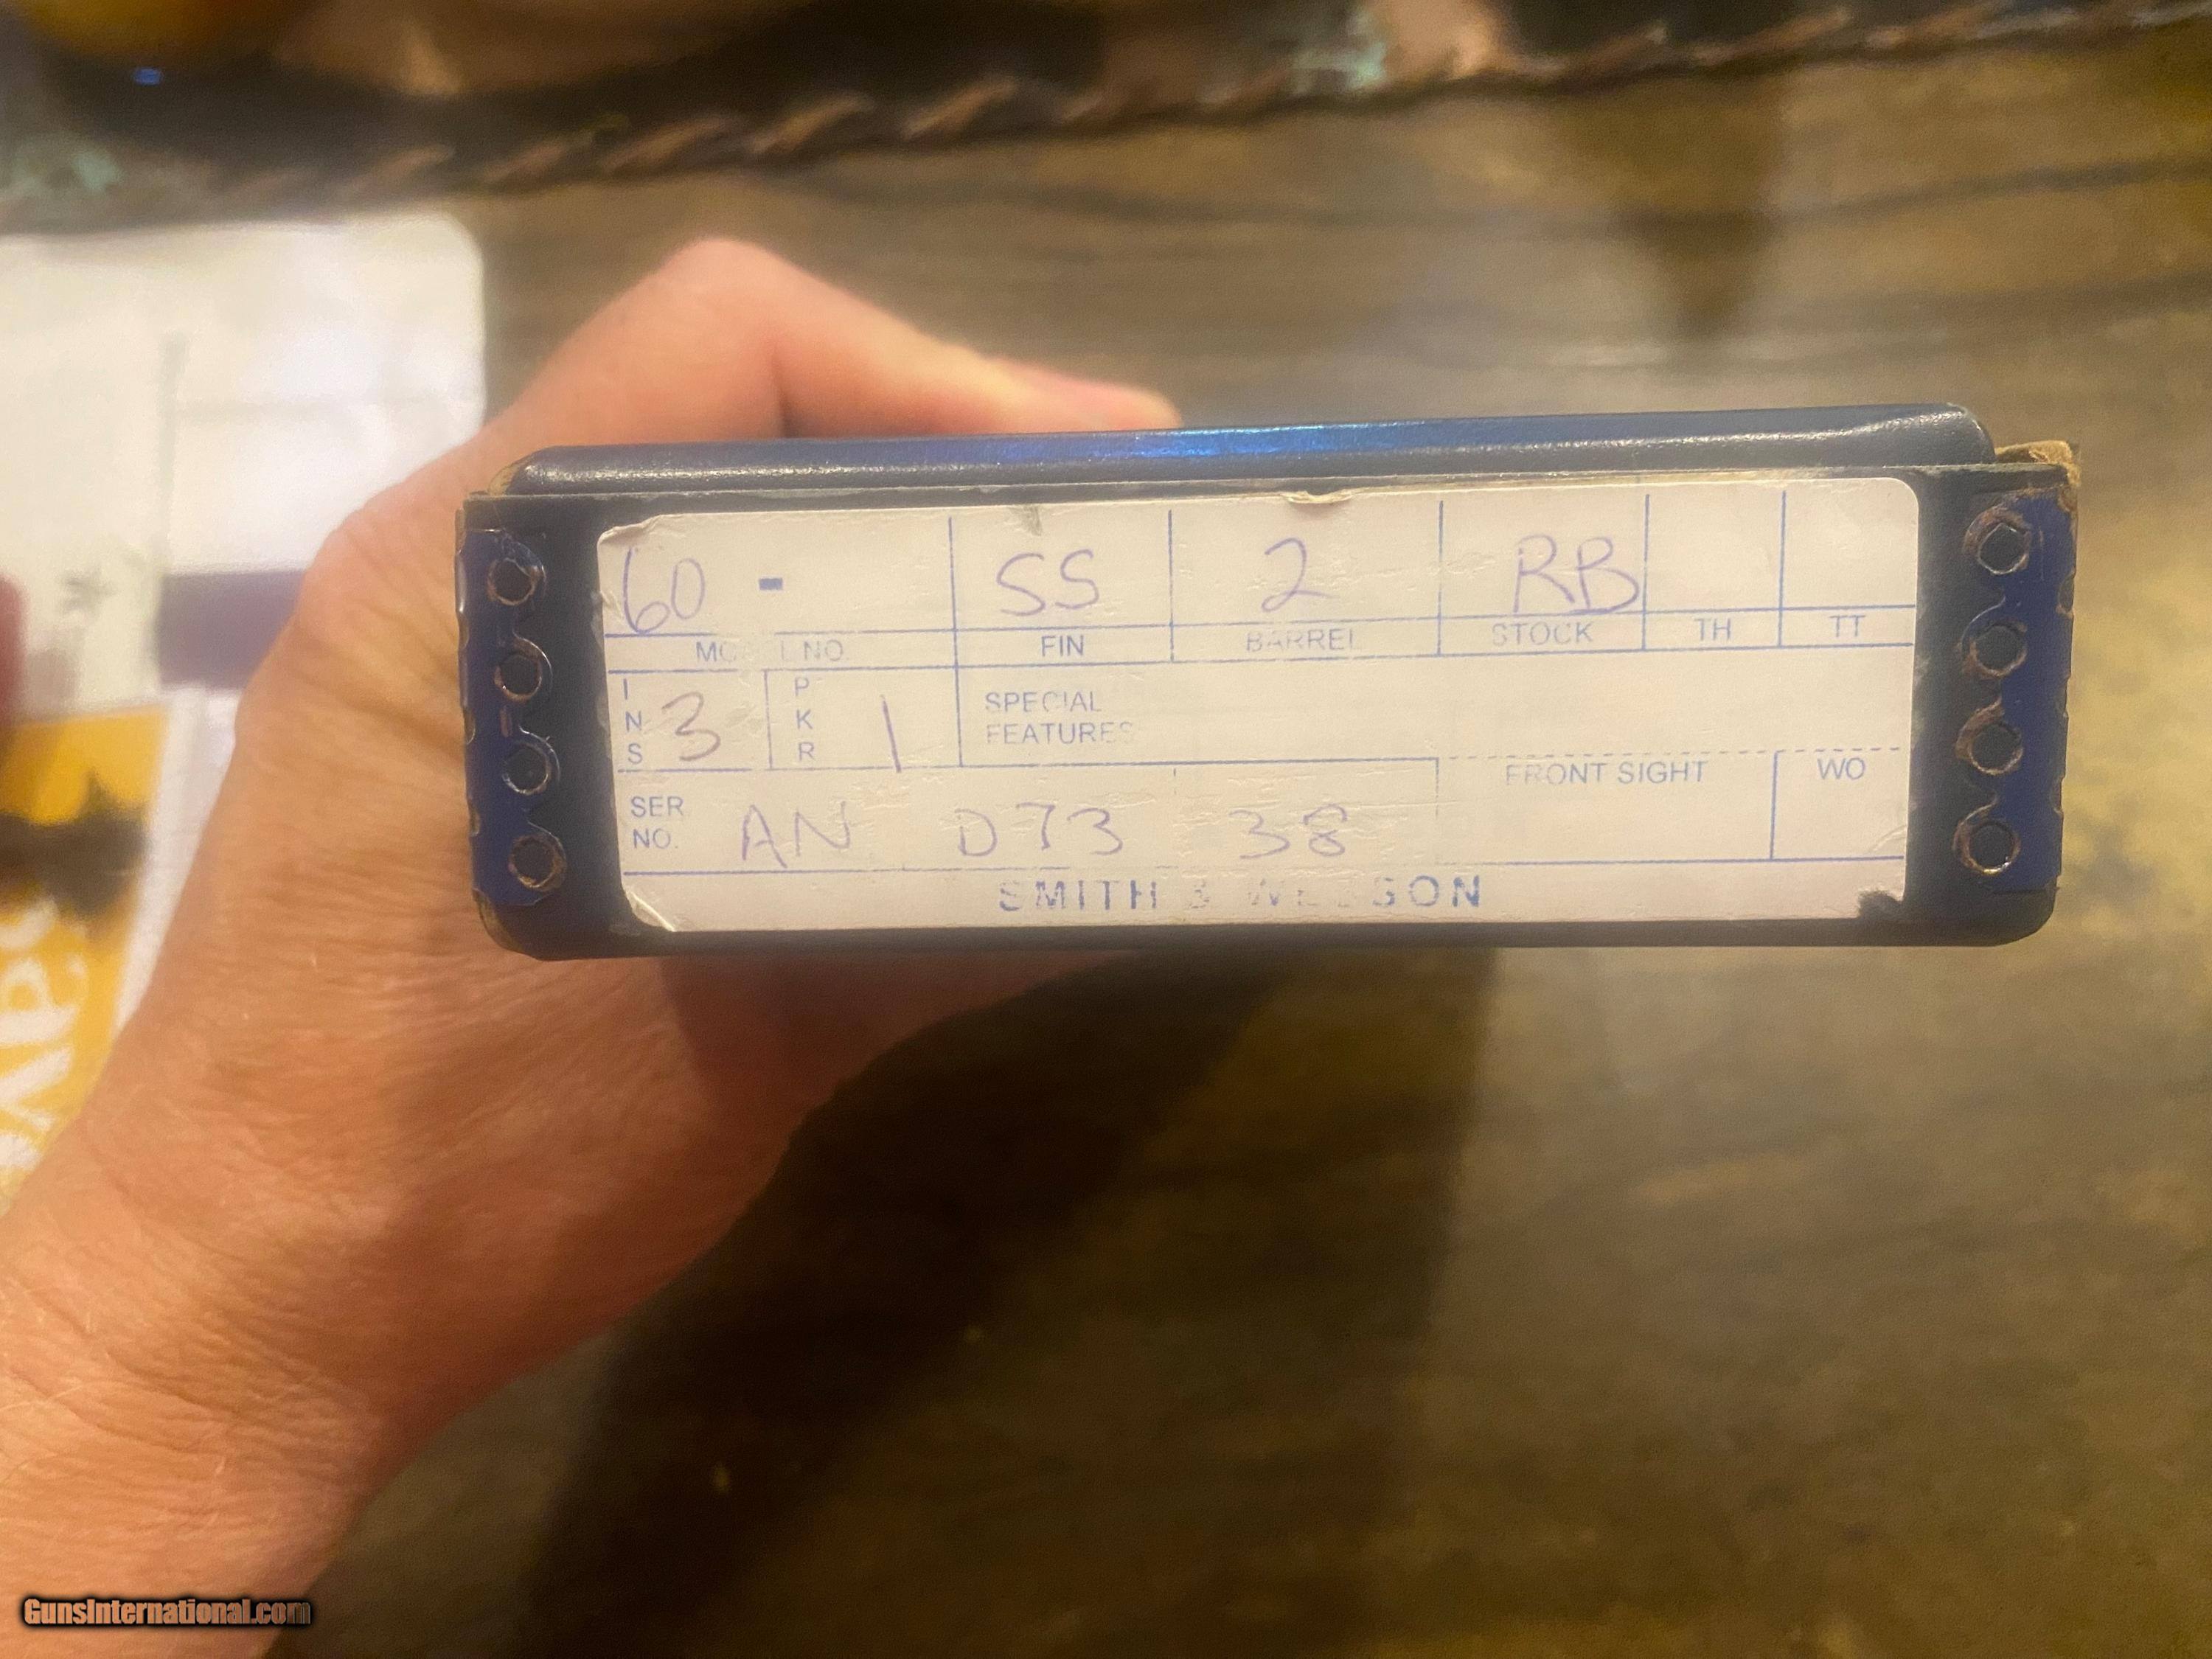 60 - SS 2 RB
MO NO. FIN BARREL STOCK TH TT
INS 3 PKR 1 SPECIAL
FEATURES
FRONT SIGHT WO
SER
NO. AN D73 38
SMITH & WESSON
GunsInternational.com